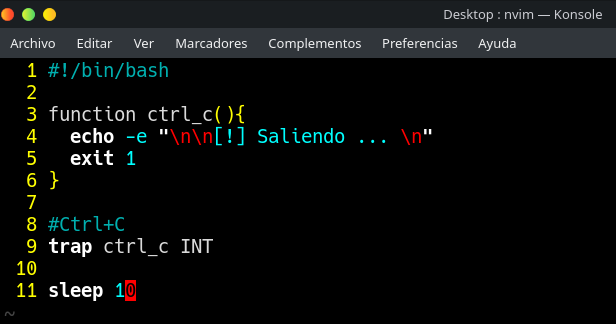 Desktop : nvim — Konsole
Archivo Editar Ver Marcadores Complementos Preferencias Ayuda
1 #!/bin/bash
2
3 function ctrl_c(){
4   echo -e "\n\n[!] Saliendo ... \n"
5   exit 1
6 }
7
8 #Ctrl+C
9 trap ctrl_c INT
10
11 sleep 10
~